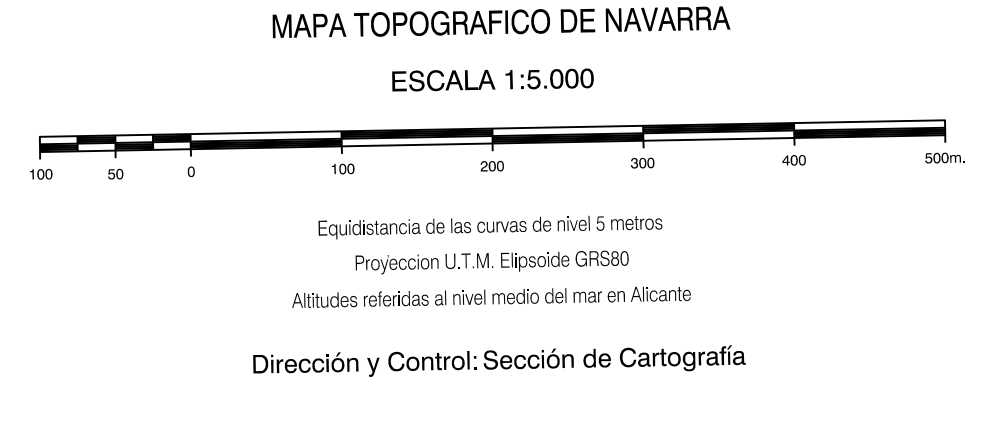 MAPA TOPOGRAFICO DE NAVARRA
ESCALA 1:5.000
100 50 0 100 200 300 400 500m.
Equidistancia de las curvas de nivel 5 metros
Proyeccion U.T.M. Elipsoide GRS80
Altitudes referidas al nivel medio del mar en Alicante
Dirección y Control: Sección de Cartografía